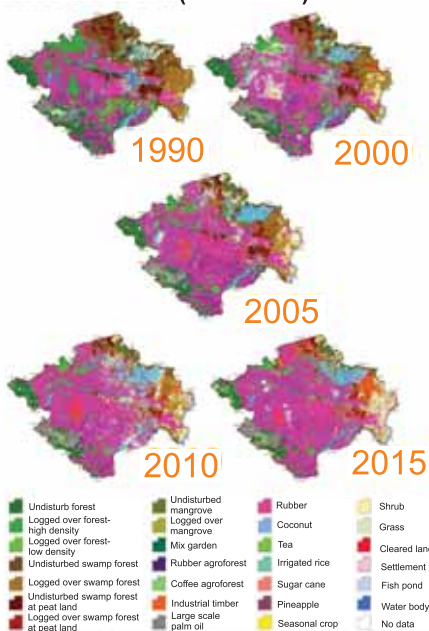 1990
2000
2005
2010
2015
Undisturb forest
Logged over forest-
high density
Logged over forest-
low density
Undisturbed swamp forest
Logged over swamp forest
Undisturbed swamp forest
at peat land
Logged over swamp forest
at peat land
Undisturbed
mangrove
Logged over
mangrove
Mix garden
Rubber agroforest
Coffee agroforest
Industrial timber
Large scale
palm oil
Rubber
Coconut
Tea
Irrigated rice
Sugar cane
Pineapple
Seasonal crop
Shrub
Grass
Cleared land
Settlement
Fish pond
Water body
No data